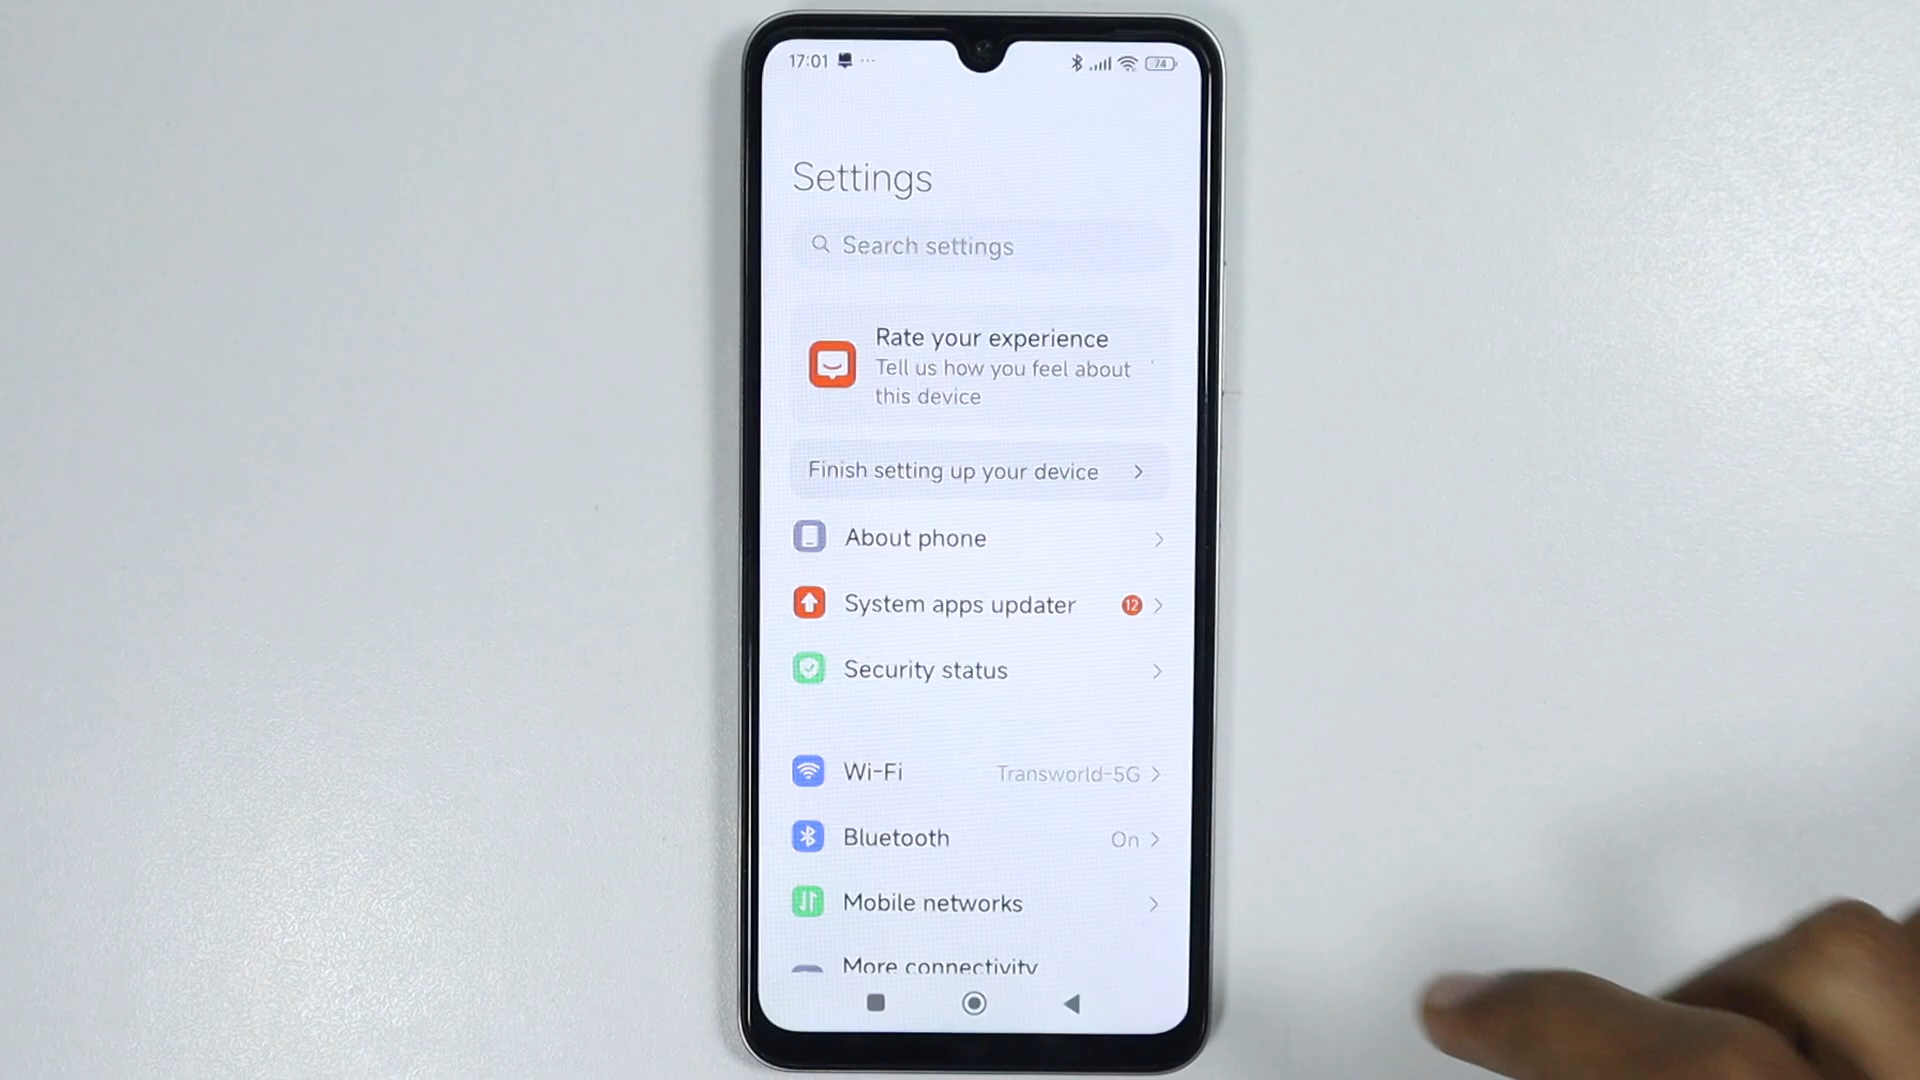 17:01 ... 74
Settings
Search settings
Rate your experience
Tell us how you feel about
this device
Finish setting up your device
About phone
System apps updater 12
Security status
Wi-Fi Transworld-5G
Bluetooth On
Mobile networks
More connectivity